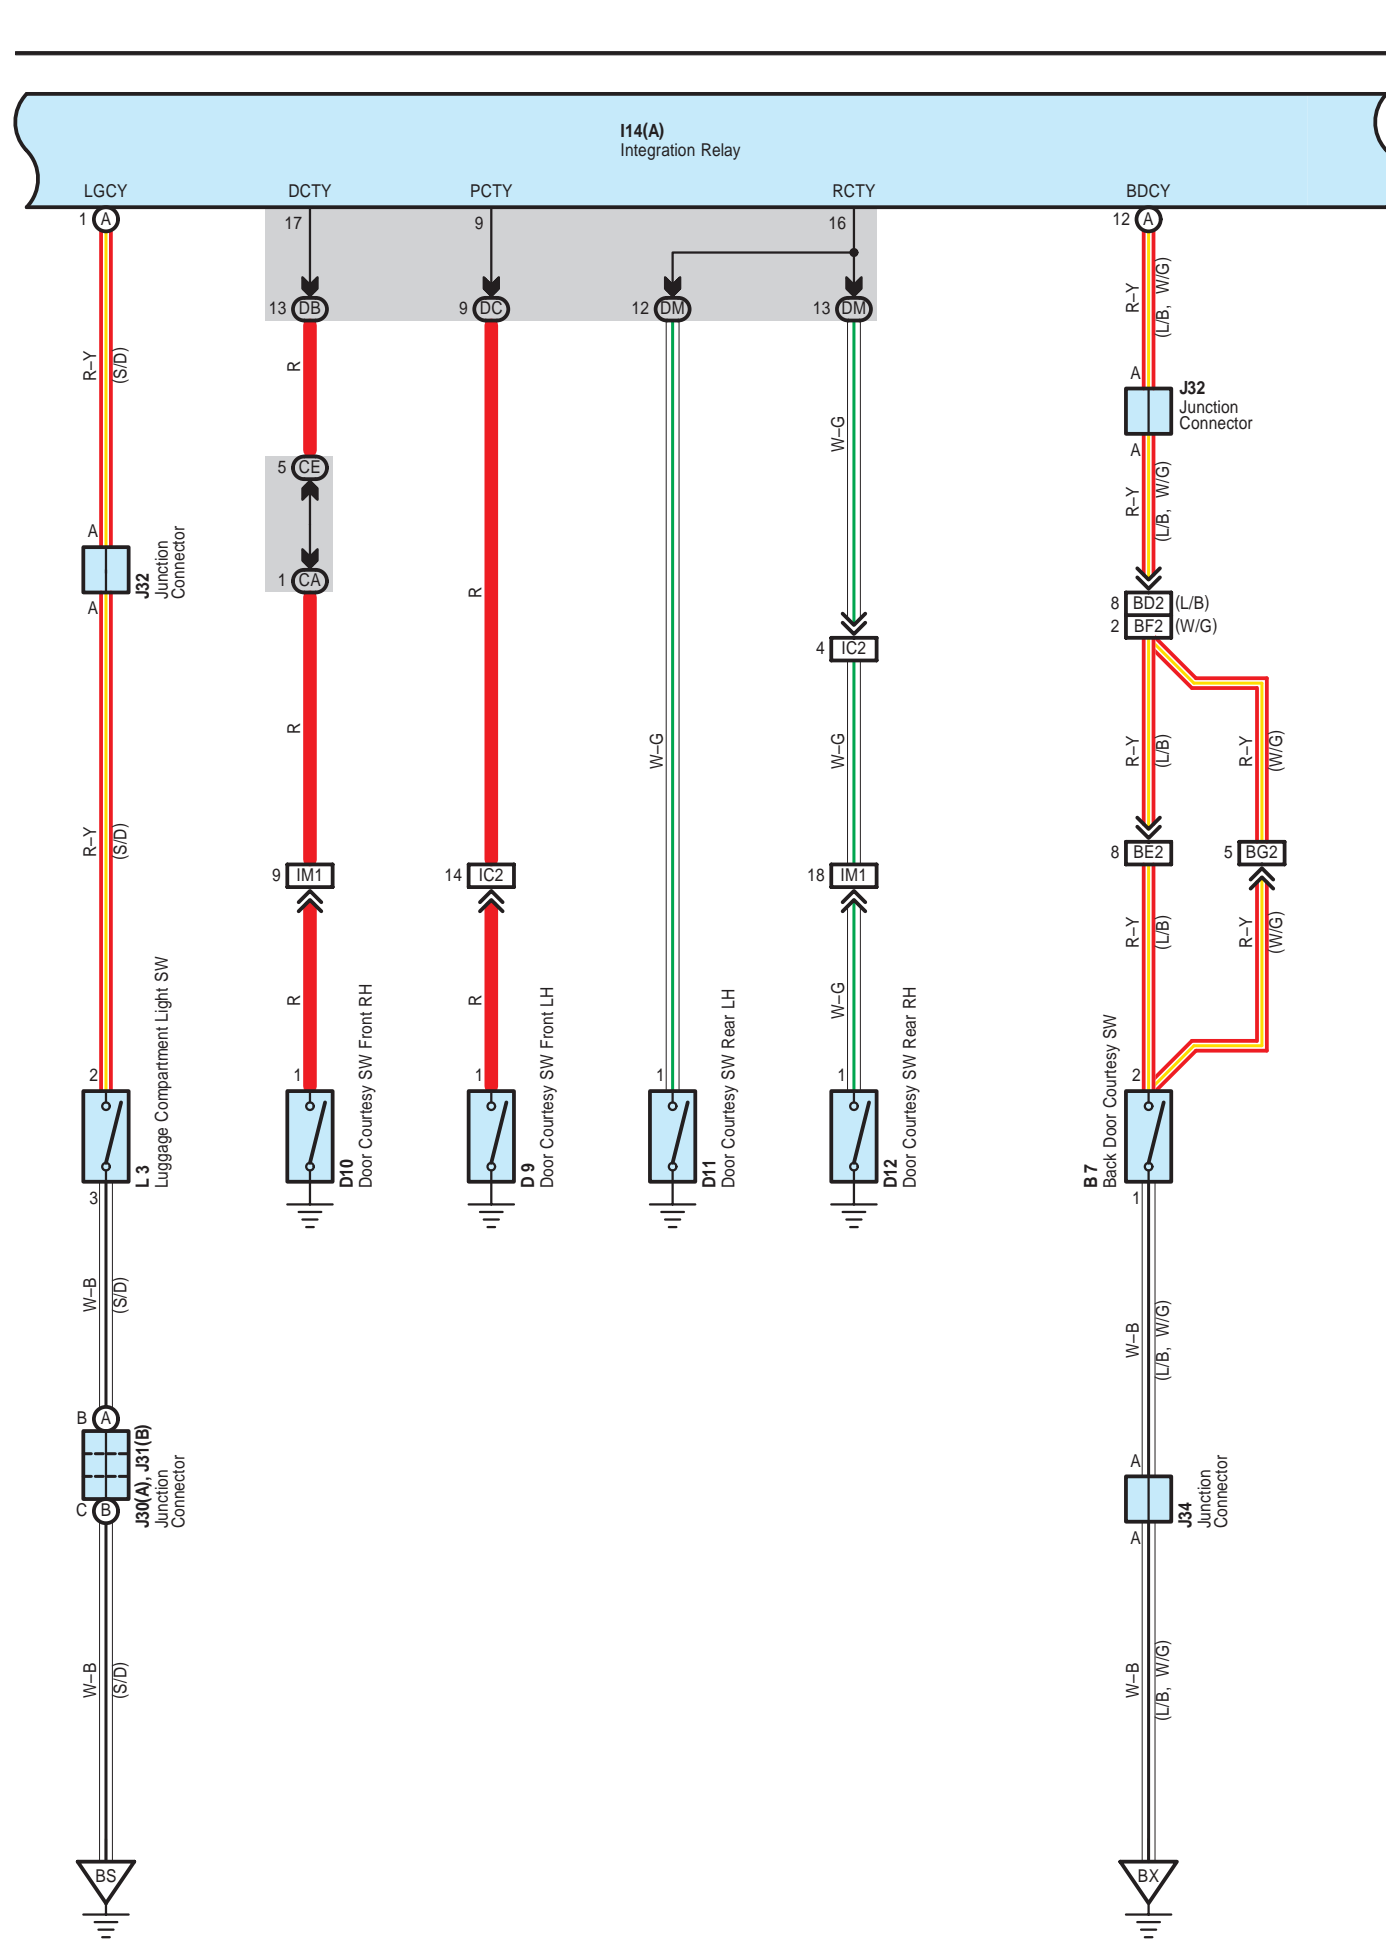 I14(A)
Integration Relay
LGCY
DCTY
PCTY
RCTY
BDCY
1 A
17
9
16
12 A
13 DB
9 DC
12 DM
13 DM
R–Y
(S/D)
R
R–Y
(L/B, W/G)
A
J32
Junction
Connector
A
W–G
5 CE
1 CA
R–Y
(L/B, W/G)
A
J32
Junction
Connector
A
R
8 BD2 (L/B)
2 BF2 (W/G)
4 IC2
R
W–G
W–G
R–Y
(L/B)
R–Y
(W/G)
R–Y
(S/D)
8 BE2
5 BG2
9 IM1
14 IC2
18 IM1
R–Y
(L/B)
R–Y
(W/G)
R
R
W–G
2
1
1
1
1
2
L 3
Luggage Compartment Light SW
D10
Door Courtesy SW Front RH
D 9
Door Courtesy SW Front LH
D11
Door Courtesy SW Rear LH
D12
Door Courtesy SW Rear RH
B 7
Back Door Courtesy SW
3
1
W–B
(S/D)
W–B
(L/B, W/G)
B A
J30(A), J31(B)
Junction
Connector
C B
A
J34
Junction
Connector
A
W–B
(S/D)
W–B
(L/B, W/G)
BS
BX